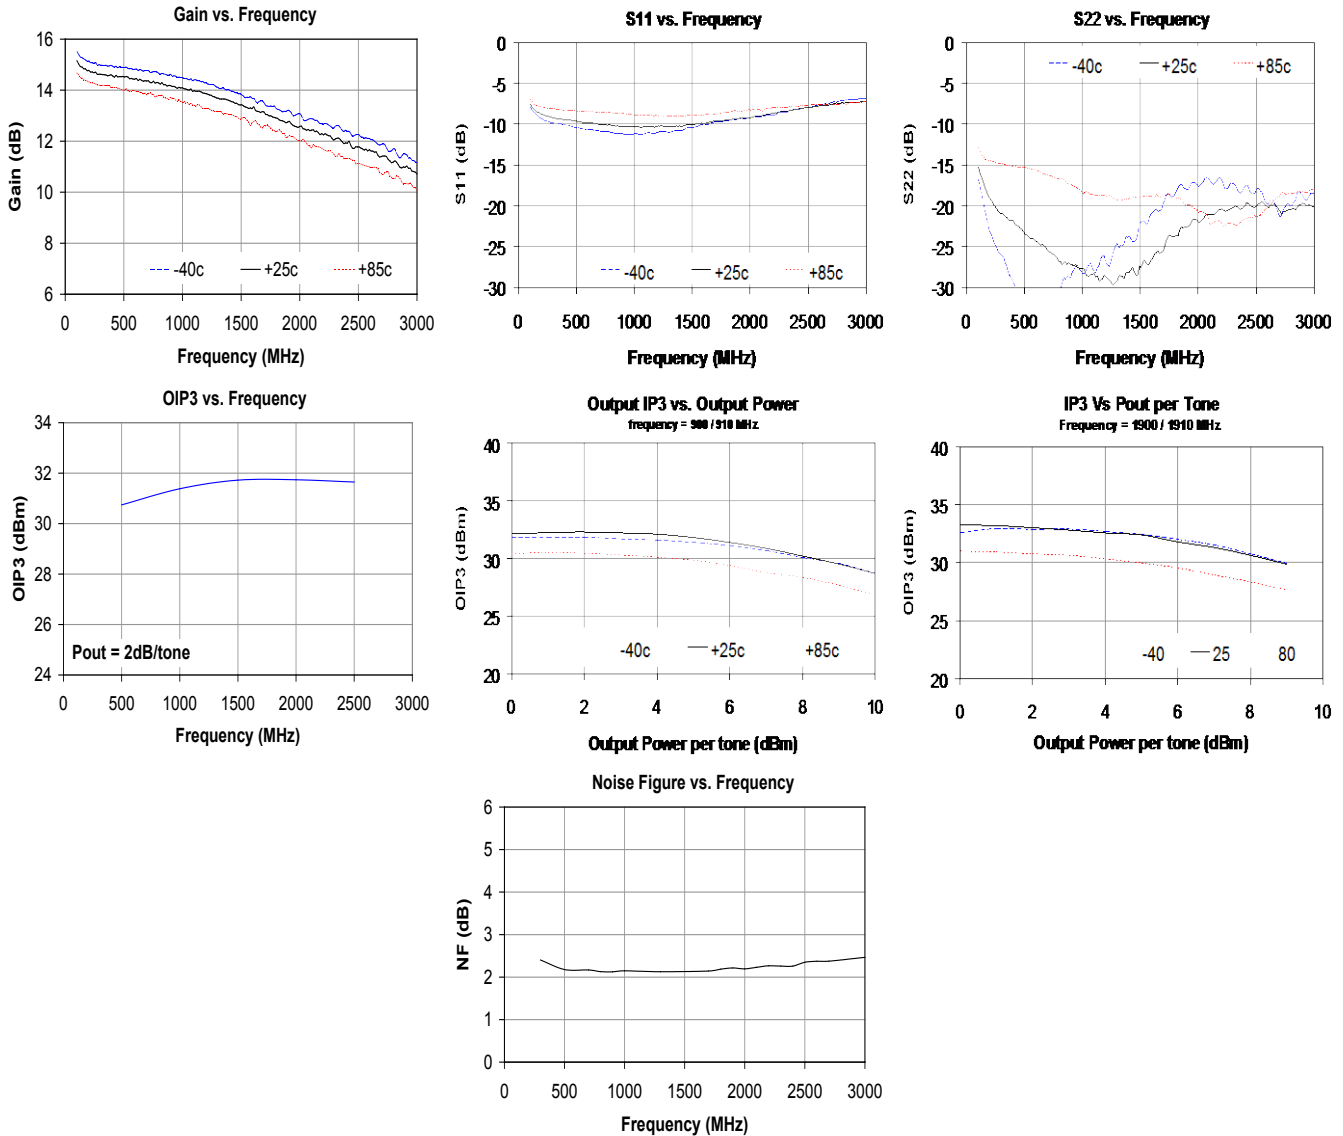 Gain vs. Frequency
16
14
12
10
8
6
Gain (dB)
-40c +25c +85c
0 500 1000 1500 2000 2500 3000
Frequency (MHz)
S11 vs. Frequency
0
-5
-10
-15
-20
-25
-30
S11 (dB)
-40c +25c +85c
0 500 1000 1500 2000 2500 3000
Frequency (MHz)
S22 vs. Frequency
0
-5
-10
-15
-20
-25
-30
S22 (dB)
-40c +25c +85c
0 500 1000 1500 2000 2500 3000
Frequency (MHz)
OIP3 vs. Frequency
34
32
30
28
26
24
OIP3 (dBm)
Pout = 2dB/tone
0 500 1000 1500 2000 2500 3000
Frequency (MHz)
Output IP3 vs. Output Power
frequency = 900 / 910 MHz
40
35
30
25
20
OIP3 (dBm)
-40c +25c +85c
0 2 4 6 8 10
Output Power per tone (dBm)
IP3 Vs Pout per Tone
Frequency = 1900 / 1910 MHz
40
35
30
25
20
OIP3 (dBm)
-40 25 80
0 2 4 6 8 10
Output Power per tone (dBm)
Noise Figure vs. Frequency
6
5
4
3
2
1
0
NF (dB)
0 500 1000 1500 2000 2500 3000
Frequency (MHz)